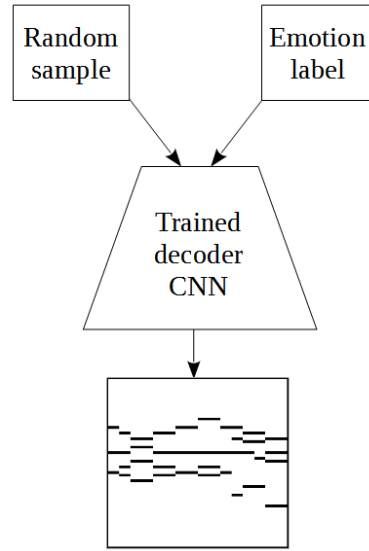 Random
sample
Emotion
label
Trained
decoder
CNN